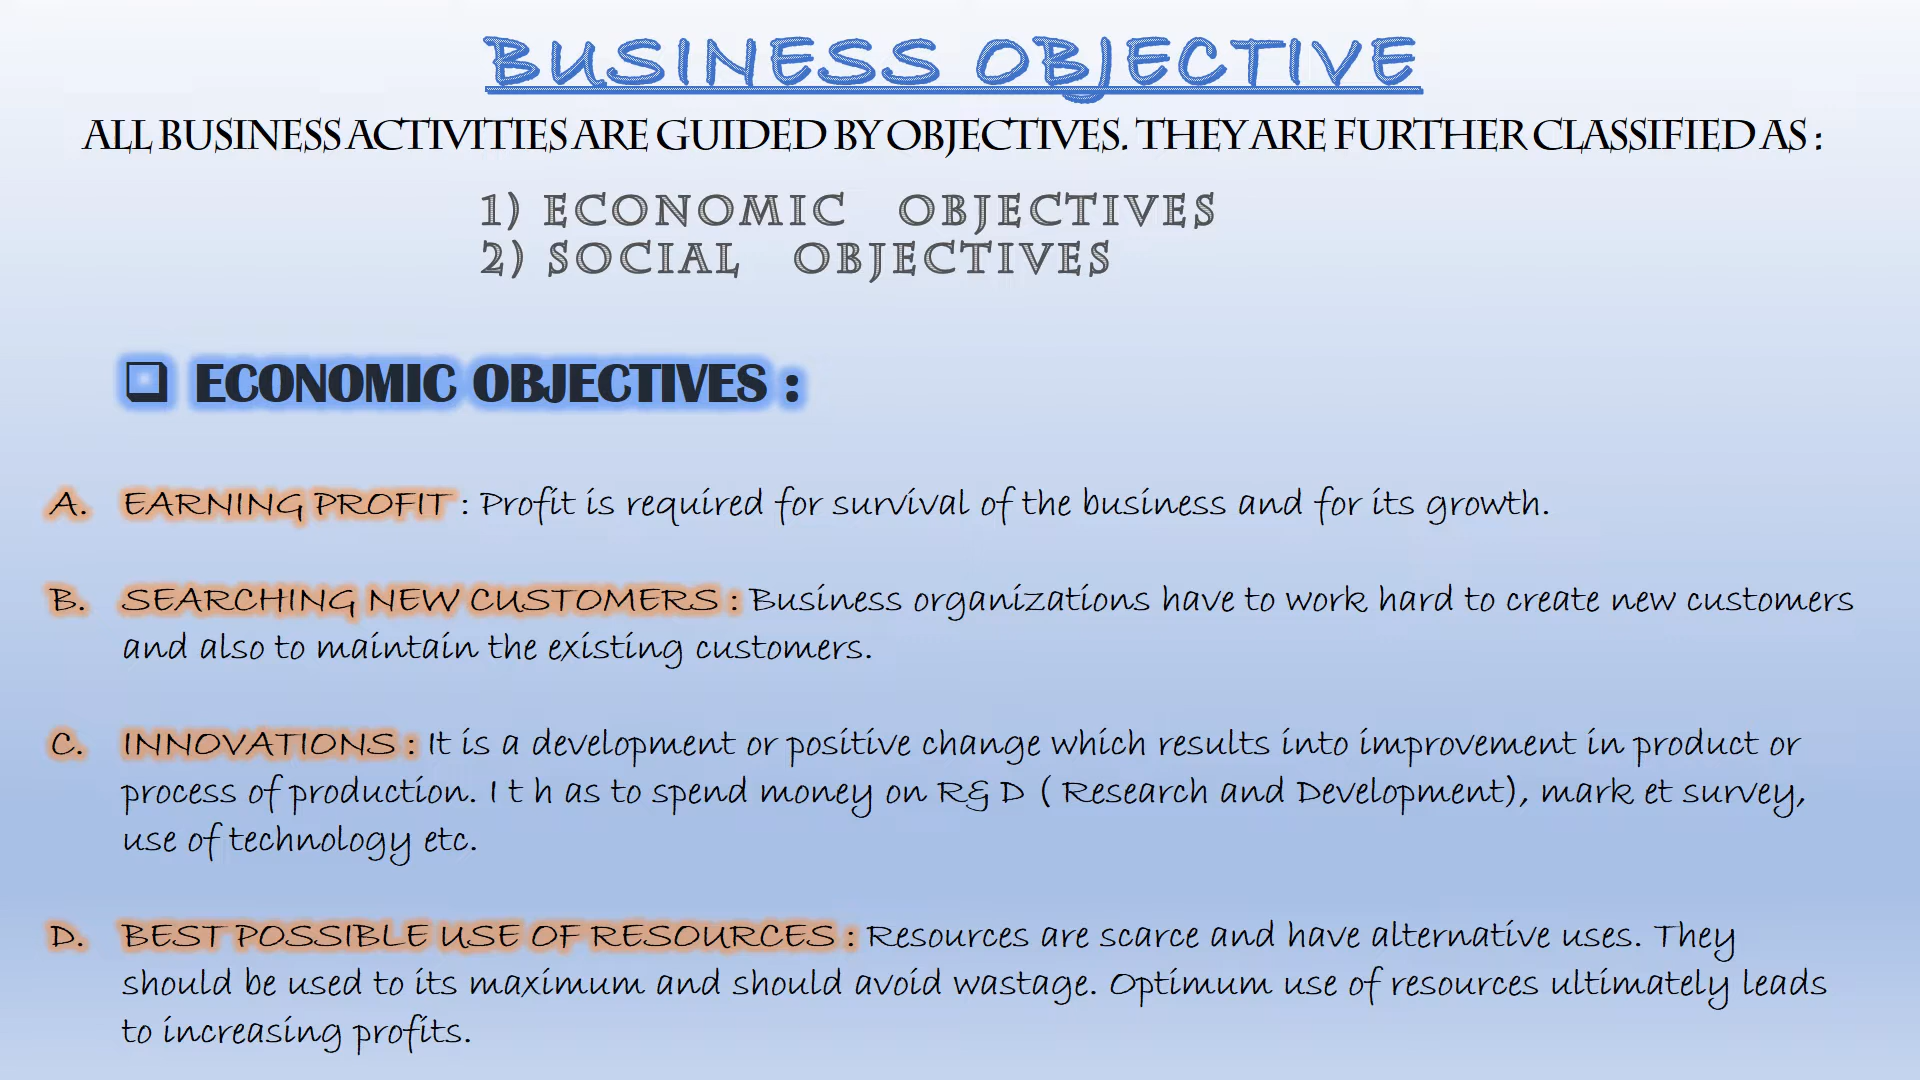 BUSINESS OBJECTIVE
ALL BUSINESS ACTIVITIES ARE GUIDED BY OBJECTIVES. THEY ARE FURTHER CLASSIFIED AS :
1) ECONOMIC OBJECTIVES
2) SOCIAL OBJECTIVES
❑ ECONOMIC OBJECTIVES :
A. EARNING PROFIT : Profit is required for survival of the business and for its growth.
B. SEARCHING NEW CUSTOMERS : Business organizations have to work hard to create new customers
and also to maintain the existing customers.
C. INNOVATIONS : It is a development or positive change which results into improvement in product or
process of production. I t h as to spend money on R& D ( Research and Development), mark et survey,
use of technology etc.
D. BEST POSSIBLE USE OF RESOURCES : Resources are scarce and have alternative uses. They
should be used to its maximum and should avoid wastage. Optimum use of resources ultimately leads
to increasing profits.